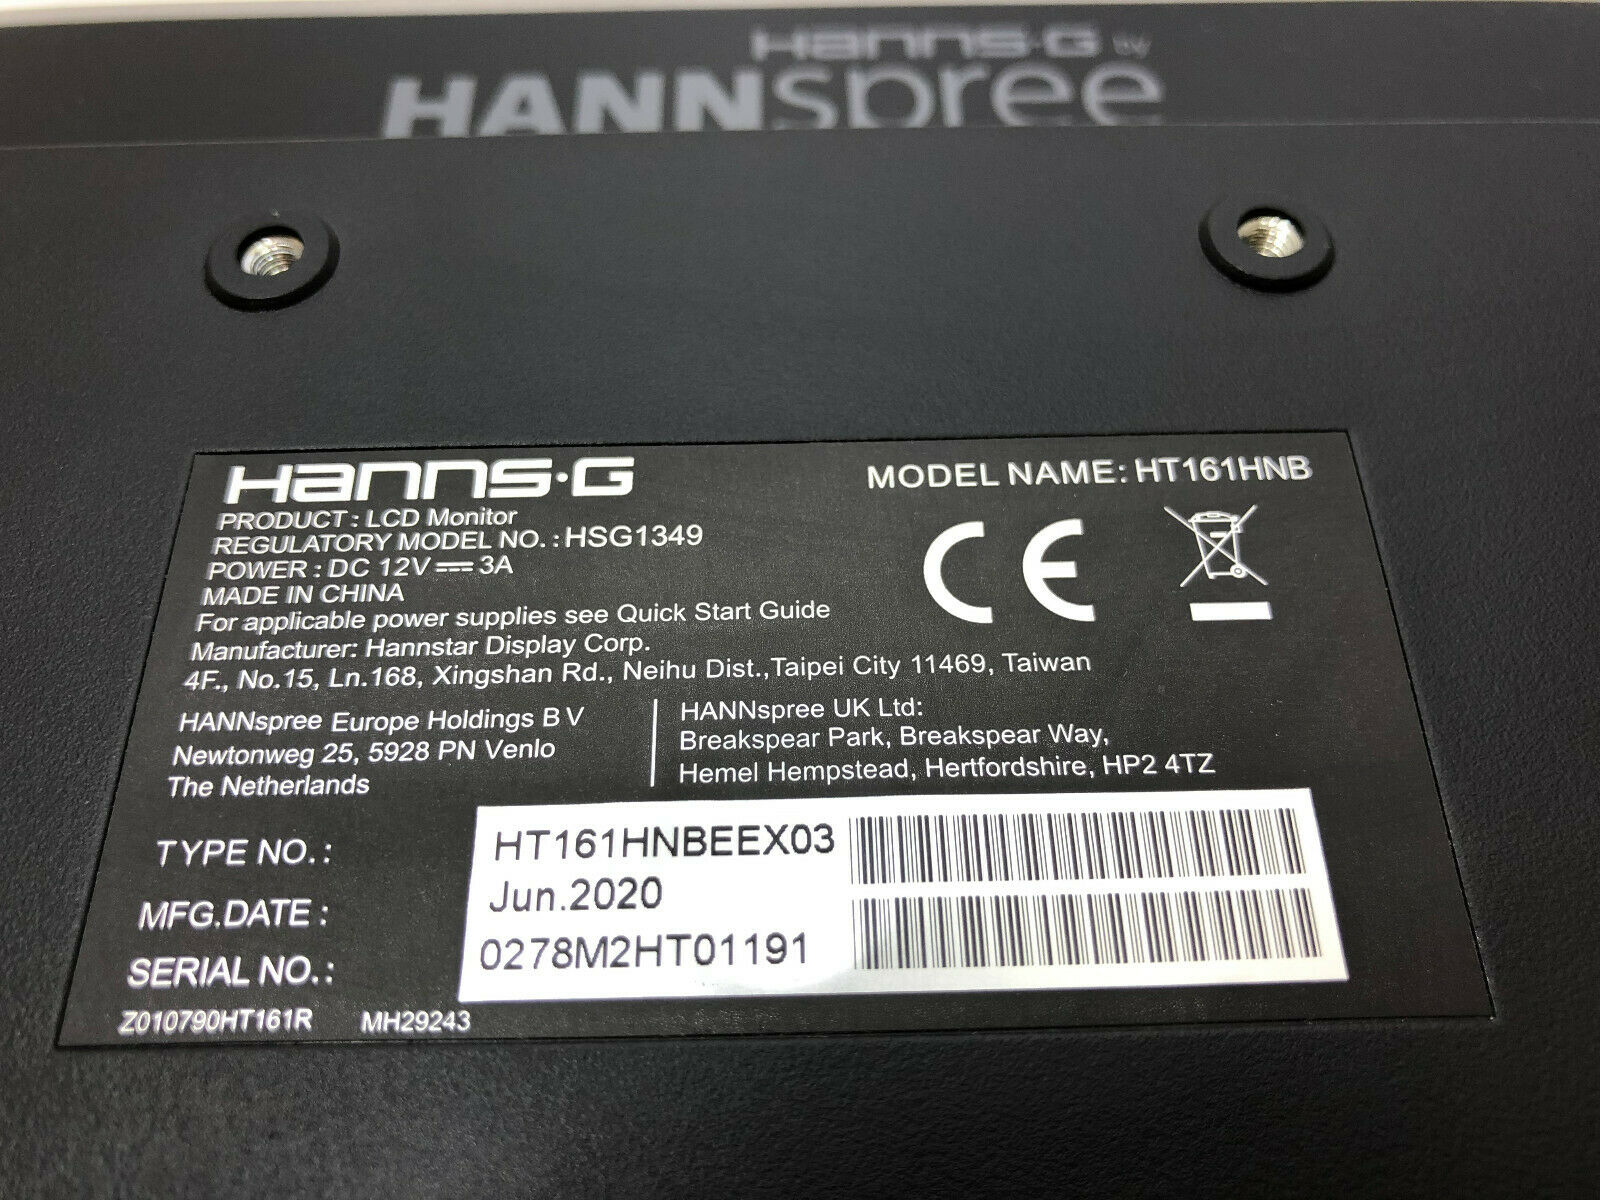 Hanns·G by
HANNspree
Hanns·G
MODEL NAME: HT161HNB
PRODUCT : LCD Monitor
REGULATORY MODEL NO. : HSG1349
POWER : DC 12V⎓ 3A
MADE IN CHINA
For applicable power supplies see Quick Start Guide
Manufacturer: Hannstar Display Corp.
4F., No.15, Ln.168, Xingshan Rd., Neihu Dist.,Taipei City 11469, Taiwan
HANNspree Europe Holdings B V
Newtonweg 25, 5928 PN Venlo
The Netherlands
HANNspree UK Ltd:
Breakspear Park, Breakspear Way,
Hemel Hempstead, Hertfordshire, HP2 4TZ
TYPE NO. : HT161HNBEEX03
MFG.DATE : Jun.2020
SERIAL NO. : 0278M2HT01191
Z010790HT161R MH29243